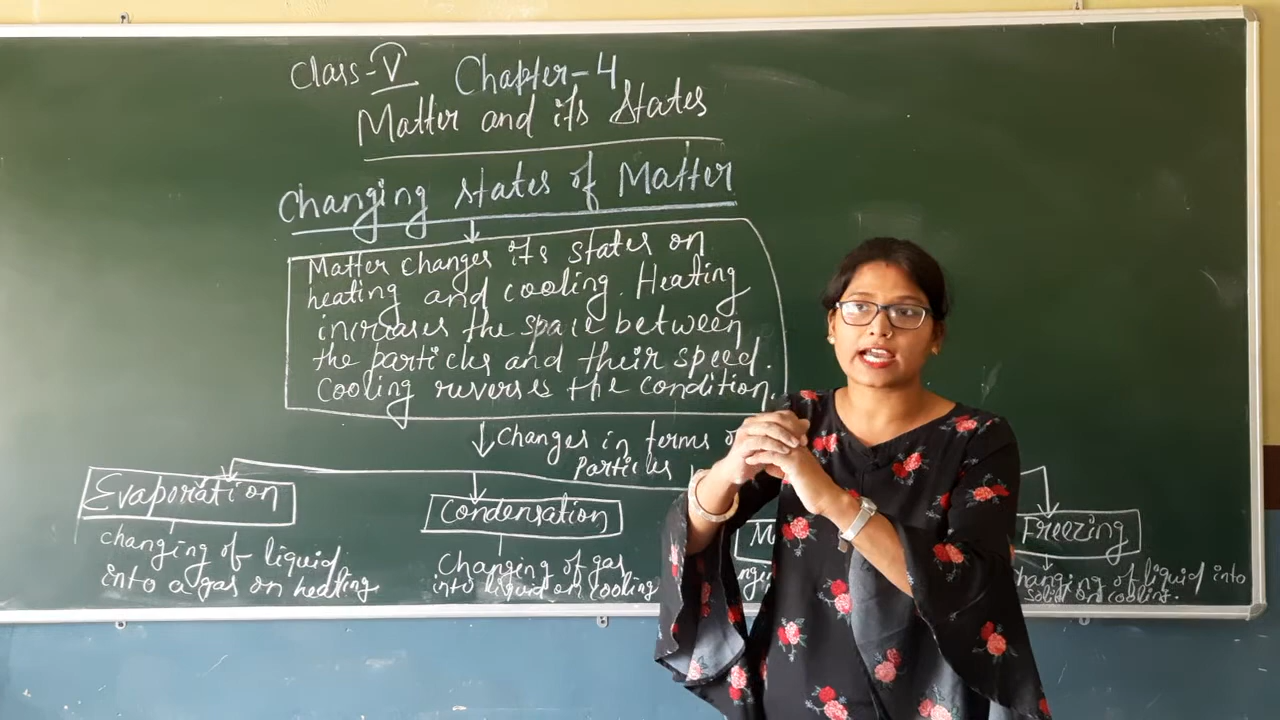 Class-V Chapter-4
Matter and its States
Changing states of Matter
Matter changes its states on
heating and cooling. Heating
increases the space between
the particles and their speed.
Cooling reverses the condition.
Changes in terms
Particles
Evaporation
changing of liquid
into a gas on heating
Condensation
Changing of gas
into liquid on cooling
M
Freezing
hanging of liquid into
solid on cooling.